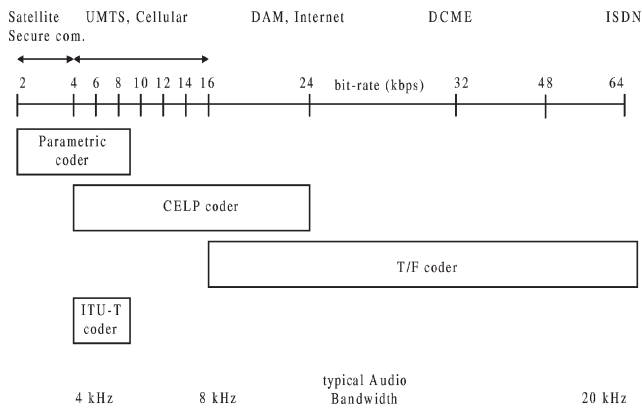 Satellite UMTS, Cellular DAM, Internet DCME ISDN
Secure com.
2 4 6 8 10 12 14 16 24 bit-rate (kbps) 32 48 64
Parametric
coder
CELP coder
T/F coder
ITU-T
coder
typical Audio
4 kHz 8 kHz Bandwidth 20 kHz